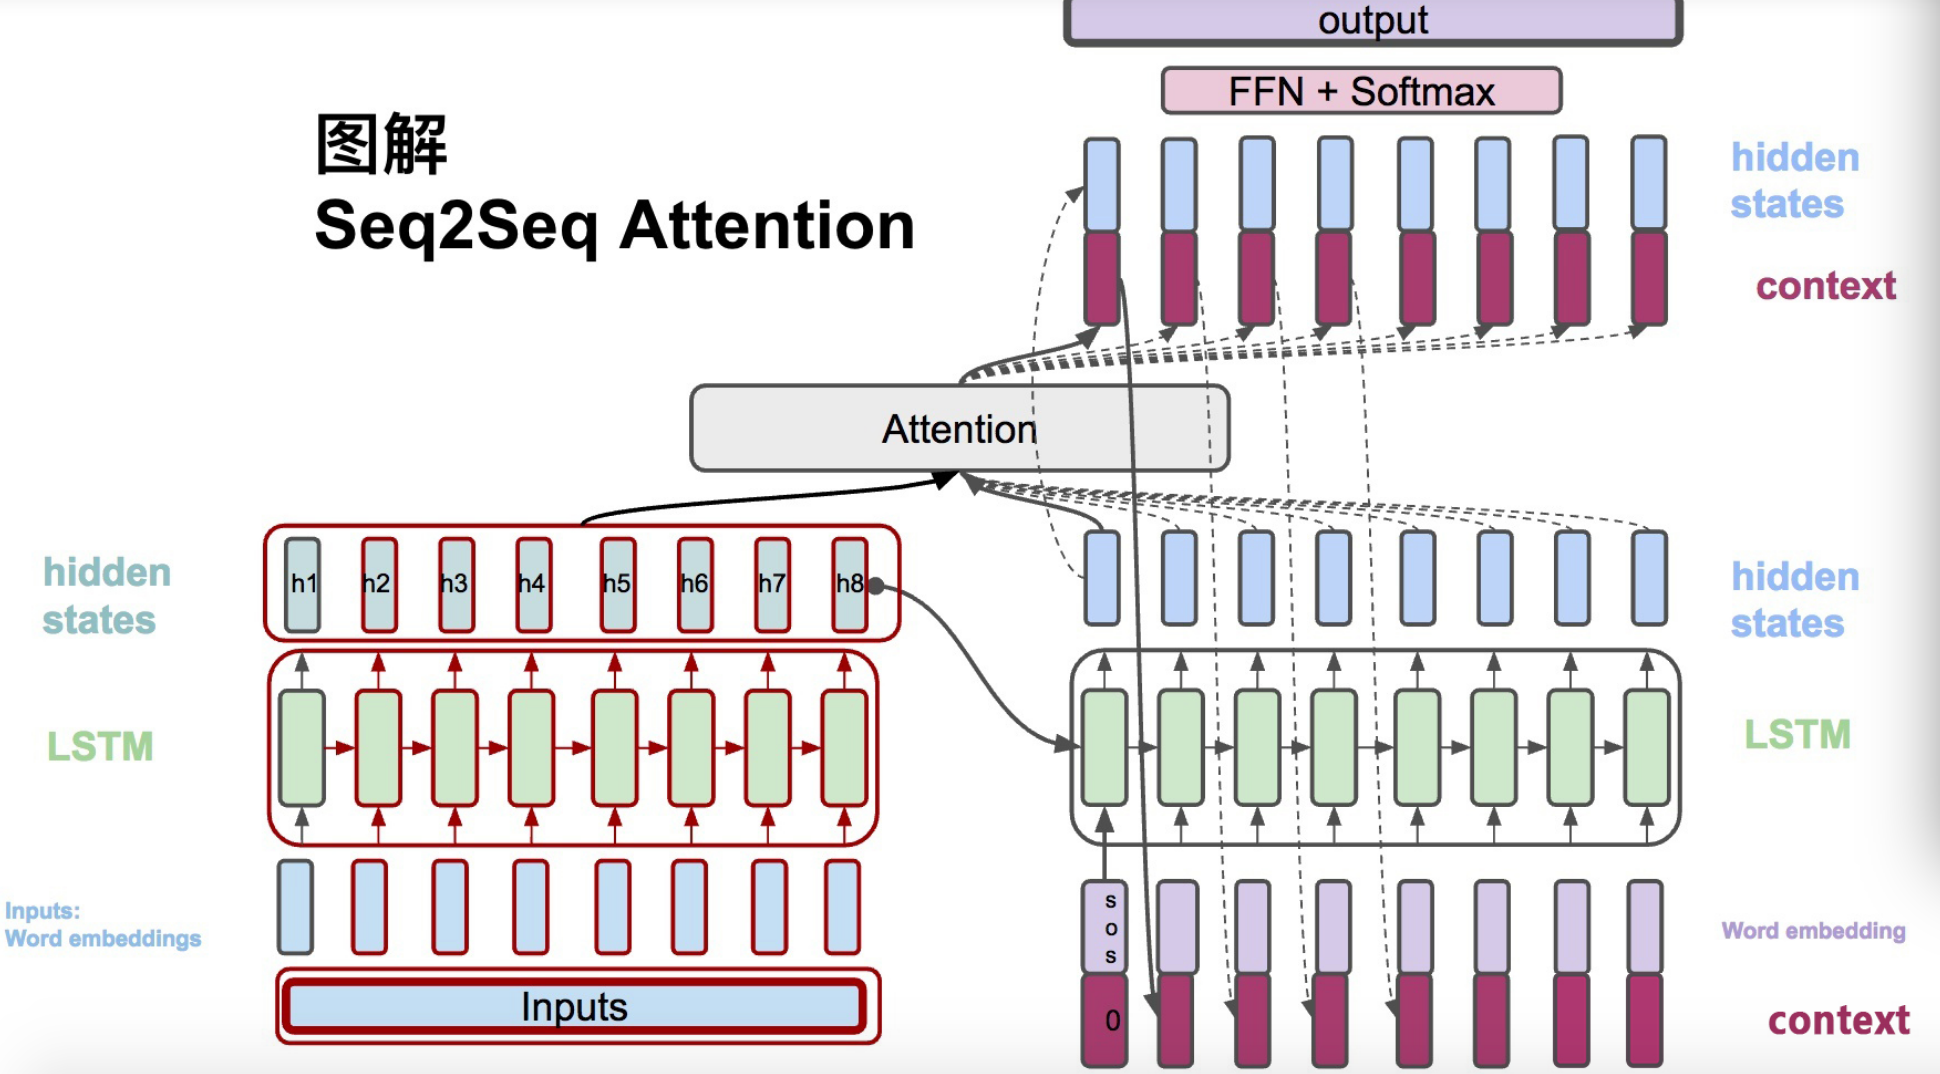 output
FFN + Softmax
图解
Seq2Seq Attention
hidden
states
context
Attention
hidden
states
h1
h2
h3
h4
h5
h6
h7
h8
hidden
states
LSTM
LSTM
Inputs:
Word embeddings
s
o
s
Word embedding
Inputs
0
context